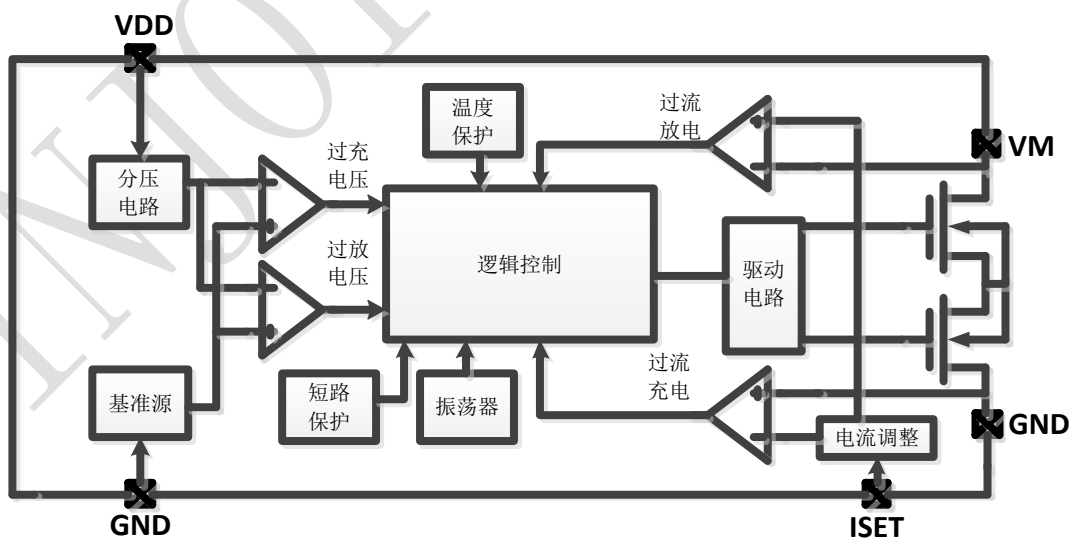 VDD
温度
保护
过流
放电
VM
分压
电路
过充
电压
过放
电压
逻辑控制
驱动
电路
基准源
短路
保护
振荡器
过流
充电
电流调整
GND
GND
ISET